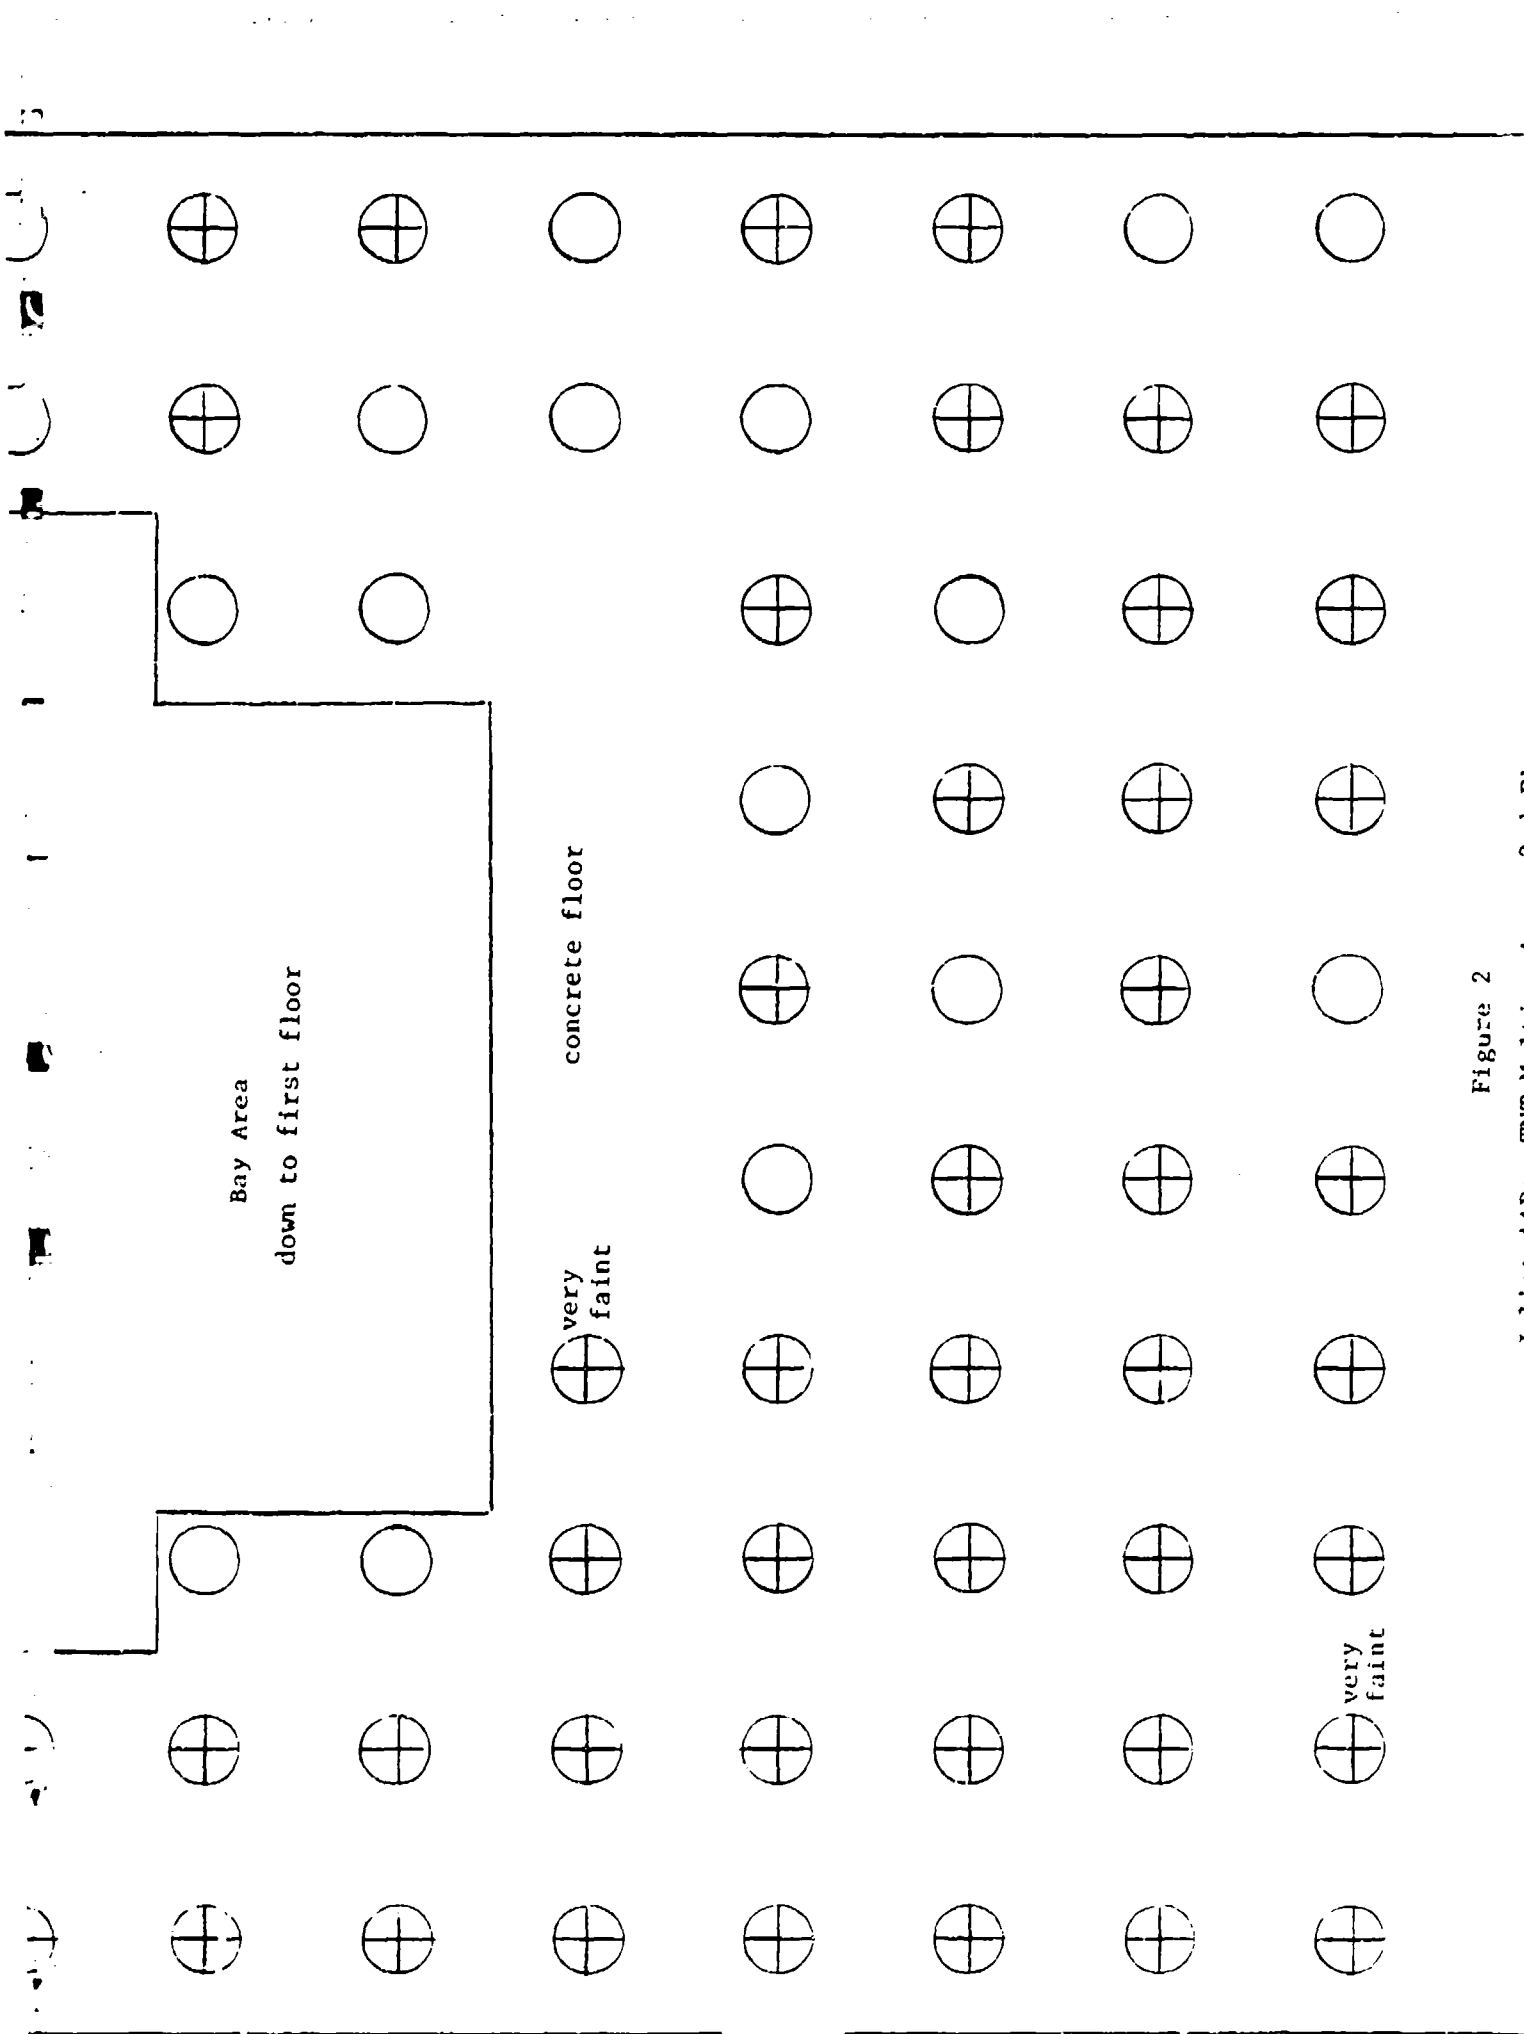 Bay Area
down to first floor
concrete floor
very
faint
very
faint
Figure 2